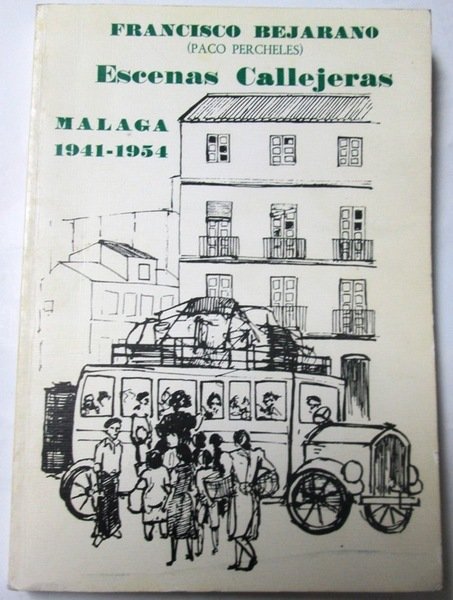 FRANCISCO BEJARANO
(PACO PERCHELES)
Escenas Callejeras
MALAGA
1941-1954